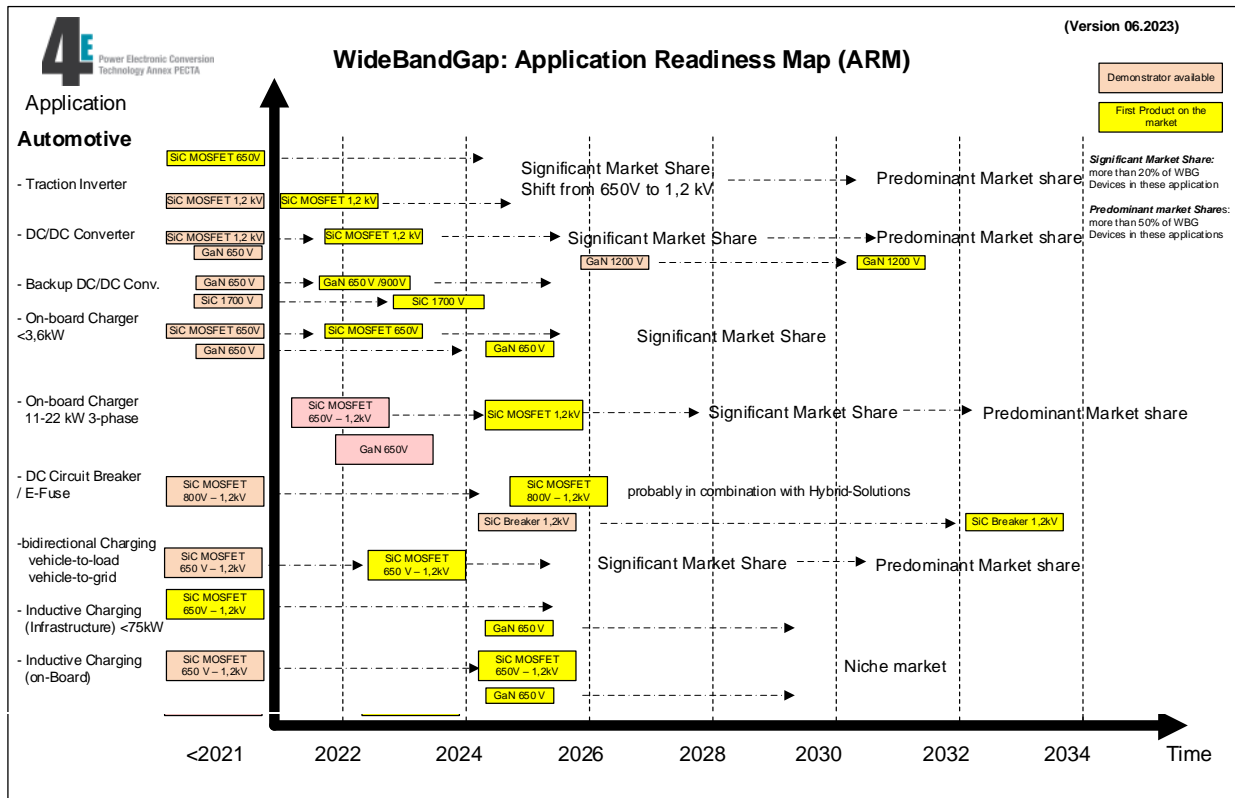 (Version 06.2023)
4E
Power Electronic Conversion
Technology Annex PECTA
WideBandGap: Application Readiness Map (ARM)
Demonstrator available
First Product on the
market
Significant Market Share:
more than 20% of WBG
Devices in these application
Predominant market Shares:
more than 50% of WBG
Devices in these applications
Application
Automotive
SiC MOSFET 650V
Significant Market Share
Shift from 650V to 1,2 kV
Predominant Market share
- Traction Inverter
SiC MOSFET 1,2 kV
SiC MOSFET 1,2 kV
- DC/DC Converter
SiC MOSFET 1,2 kV
SiC MOSFET 1,2 kV
Significant Market Share
Predominant Market share
GaN 650 V
GaN 1200 V
GaN 1200 V
- Backup DC/DC Conv.
GaN 650 V
GaN 650 V /900V
SiC 1700 V
SiC 1700 V
- On-board Charger
<3,6kW
SiC MOSFET 650V
SiC MOSFET 650V
Significant Market Share
GaN 650 V
GaN 650 V
- On-board Charger
11-22 kW 3-phase
SiC MOSFET
650V – 1,2kV
SiC MOSFET 1,2kV
Significant Market Share
Predominant Market share
GaN 650V
- DC Circuit Breaker
/ E-Fuse
SiC MOSFET
800V – 1,2kV
SiC MOSFET
800V – 1,2kV
probably in combination with Hybrid-Solutions
SiC Breaker 1,2kV
SiC Breaker 1,2kV
-bidirectional Charging
vehicle-to-load
vehicle-to-grid
SiC MOSFET
650 V – 1,2kV
SiC MOSFET
650 V – 1,2kV
Significant Market Share
Predominant Market share
- Inductive Charging
(Infrastructure) <75kW
SiC MOSFET
650V – 1,2kV
GaN 650 V
- Inductive Charging
(on-Board)
SiC MOSFET
650 V – 1,2kV
SiC MOSFET
650V – 1,2kV
Niche market
GaN 650 V
<2021
2022
2024
2026
2028
2030
2032
2034
Time